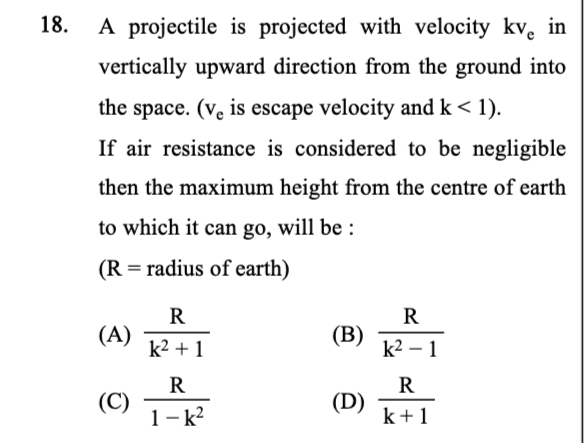 18. A projectile is projected with velocity kvₑ in
vertically upward direction from the ground into
the space. (vₑ is escape velocity and k < 1).
If air resistance is considered to be negligible
then the maximum height from the centre of earth
to which it can go, will be :
(R = radius of earth)
(A) R / k² + 1 (B) R / k² – 1
(C) R / 1 – k² (D) R / k + 1